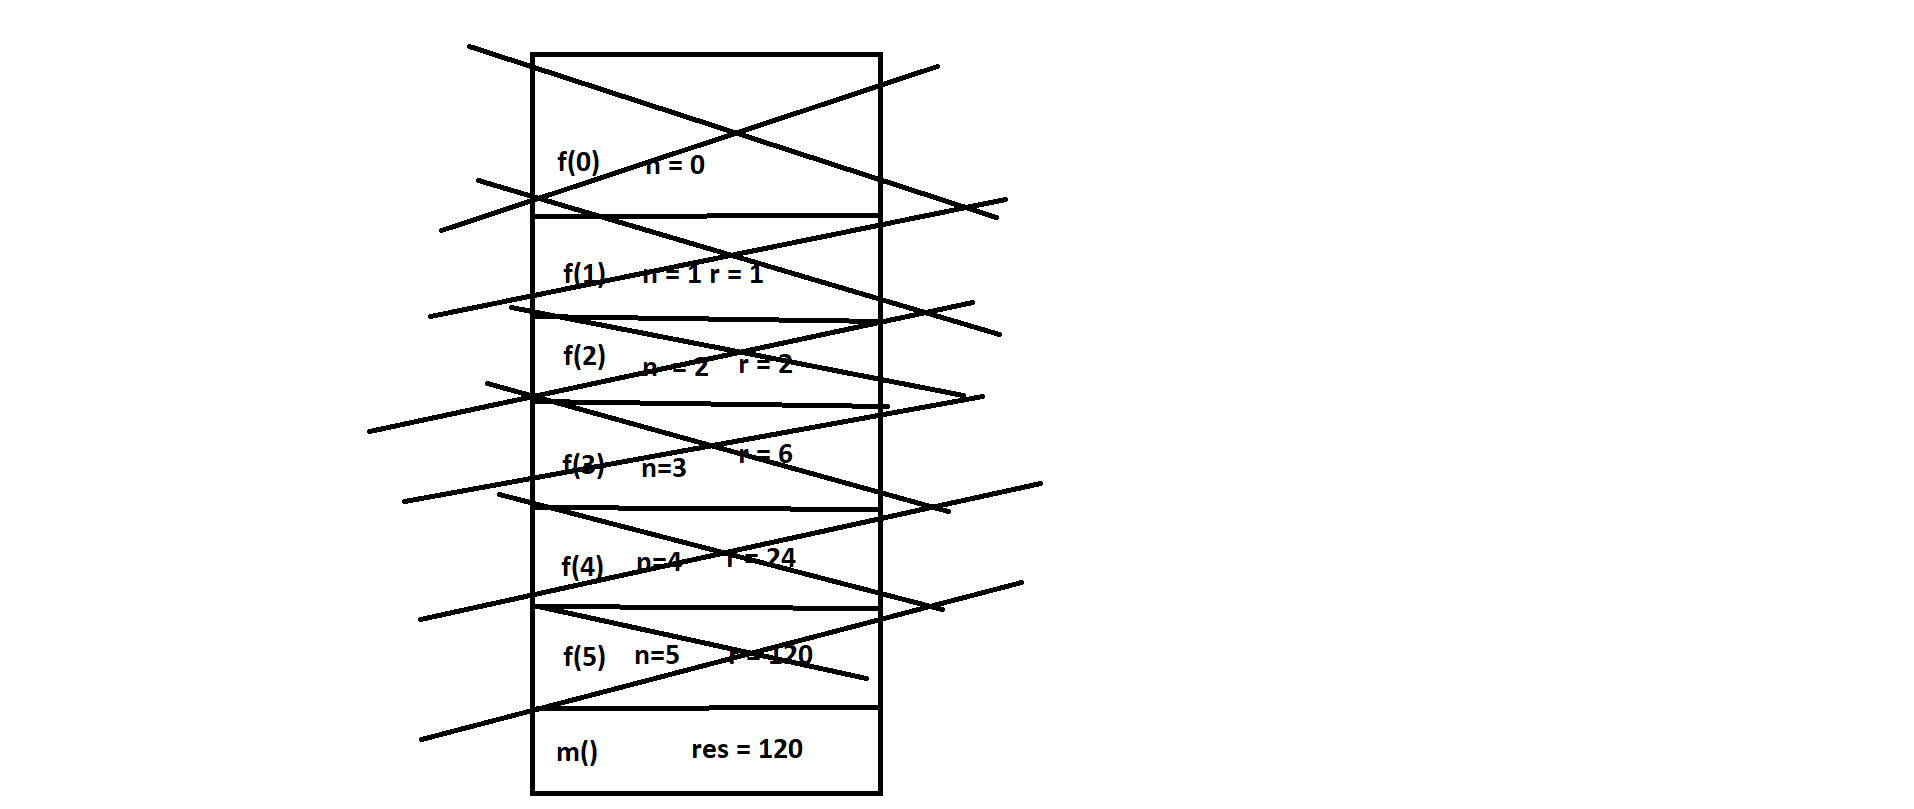 f(0) n = 0
f(1) n = 1 r = 1
f(2) n = 2 r = 2
f(3) n=3 r = 6
f(4) n=4 r = 24
f(5) n=5 r = 120
m() res = 120